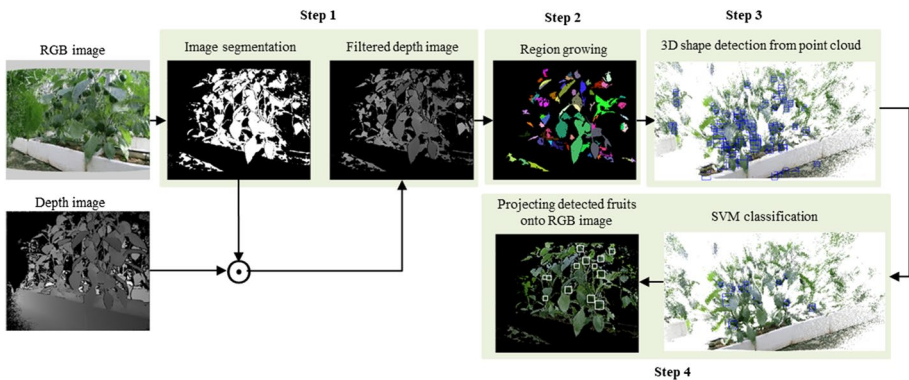 Step 1
Step 2
Step 3
RGB image
Image segmentation
Filtered depth image
Region growing
3D shape detection from point cloud
Depth image
Projecting detected fruits
onto RGB image
SVM classification
Step 4